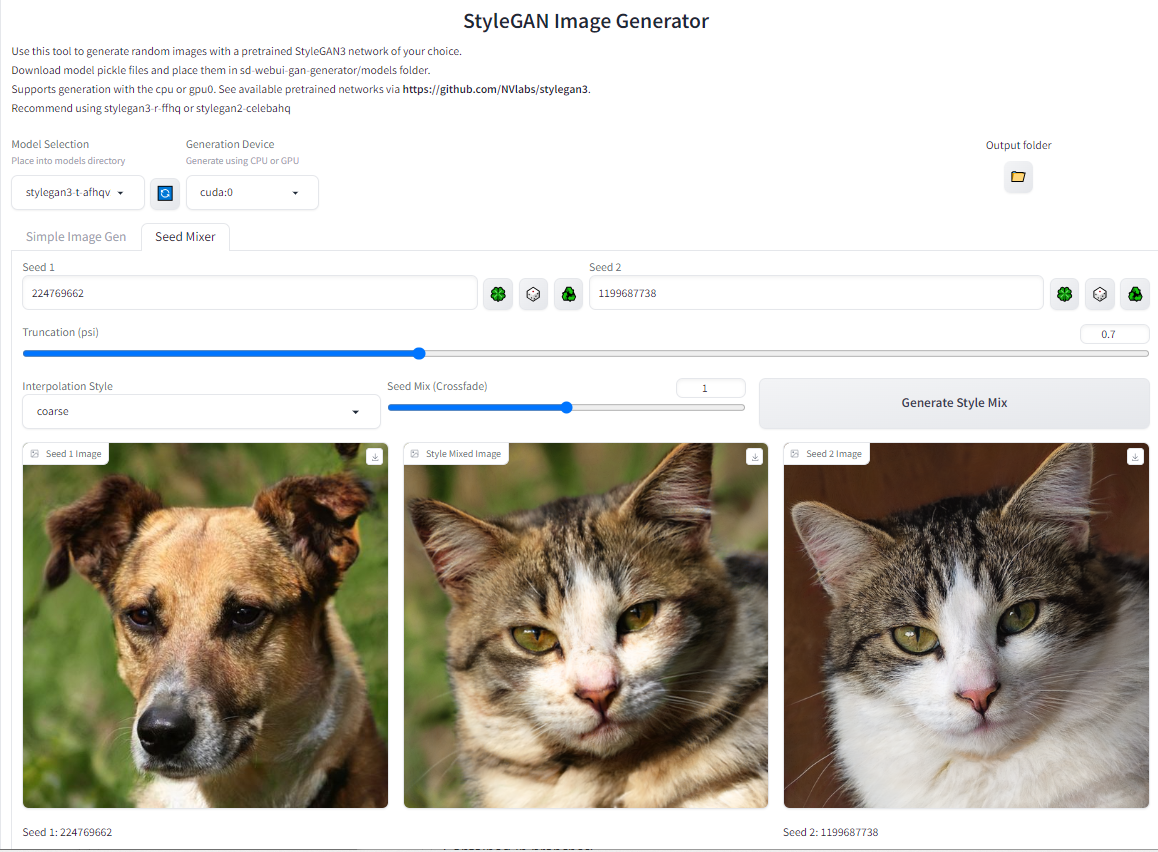 StyleGAN Image Generator
Use this tool to generate random images with a pretrained StyleGAN3 network of your choice.
Download model pickle files and place them in sd-webui-gan-generator/models folder.
Supports generation with the cpu or gpu0. See available pretrained networks via https://github.com/NVlabs/stylegan3.
Recommend using stylegan3-r-ffhq or stylegan2-celebahq
Model Selection
Place into models directory
stylegan3-t-afhqv
Generation Device
Generate using CPU or GPU
cuda:0
Output folder
Simple Image Gen
Seed Mixer
Seed 1
224769662
Seed 2
1199687738
Truncation (psi)
0.7
Interpolation Style
coarse
Seed Mix (Crossfade)
1
Generate Style Mix
Seed 1 Image
Style Mixed Image
Seed 2 Image
Seed 1: 224769662
Seed 2: 1199687738